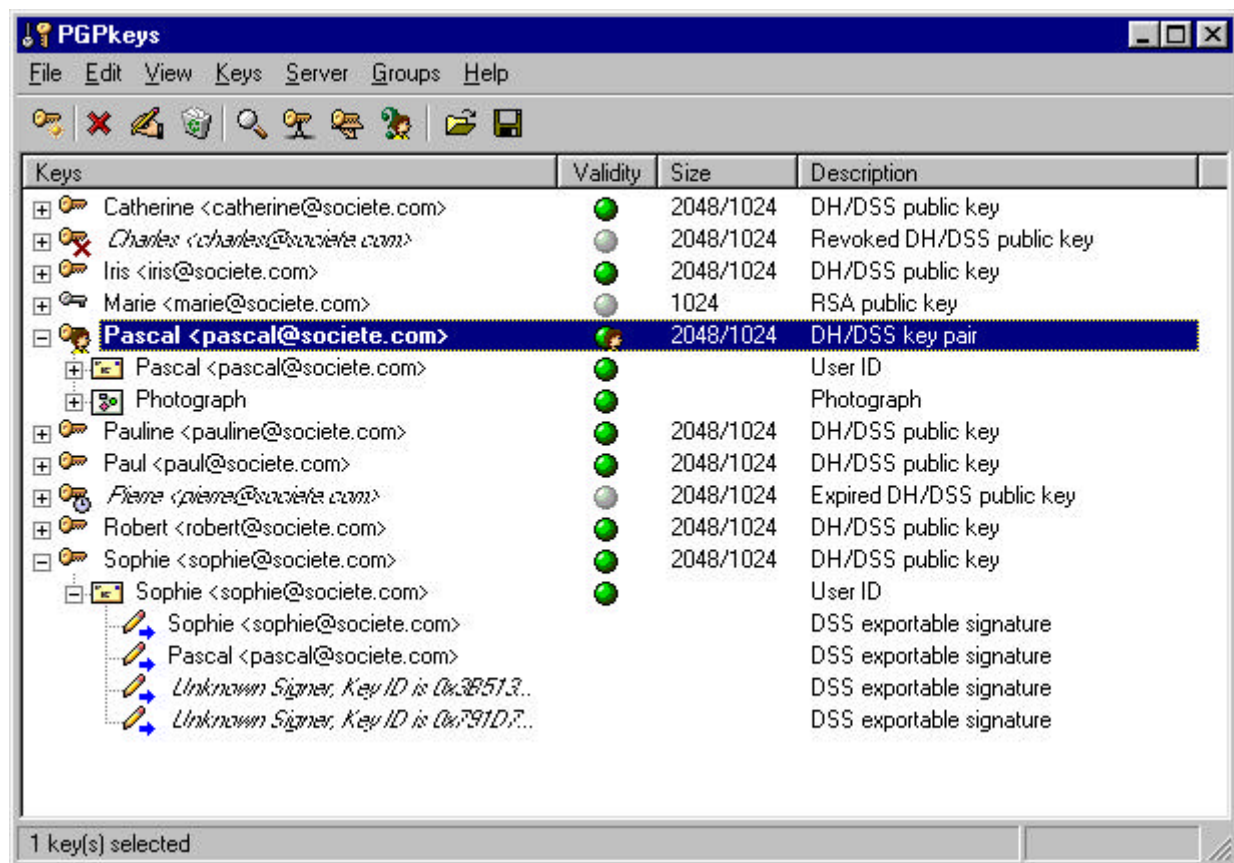 PGPkeys
File Edit View Keys Server Groups Help
Keys Validity Size Description
Catherine <catherine@societe.com> 2048/1024 DH/DSS public key
Charles <charles@societe.com> 2048/1024 Revoked DH/DSS public key
Iris <iris@societe.com> 2048/1024 DH/DSS public key
Marie <marie@societe.com> 1024 RSA public key
Pascal <pascal@societe.com> 2048/1024 DH/DSS key pair
Pascal <pascal@societe.com> User ID
Photograph Photograph
Pauline <pauline@societe.com> 2048/1024 DH/DSS public key
Paul <paul@societe.com> 2048/1024 DH/DSS public key
Pierre <pierre@societe.com> 2048/1024 Expired DH/DSS public key
Robert <robert@societe.com> 2048/1024 DH/DSS public key
Sophie <sophie@societe.com> 2048/1024 DH/DSS public key
Sophie <sophie@societe.com> User ID
Sophie <sophie@societe.com> DSS exportable signature
Pascal <pascal@societe.com> DSS exportable signature
Unknown Signer, Key ID is 0x3B513... DSS exportable signature
Unknown Signer, Key ID is 0x791D7... DSS exportable signature
1 key(s) selected